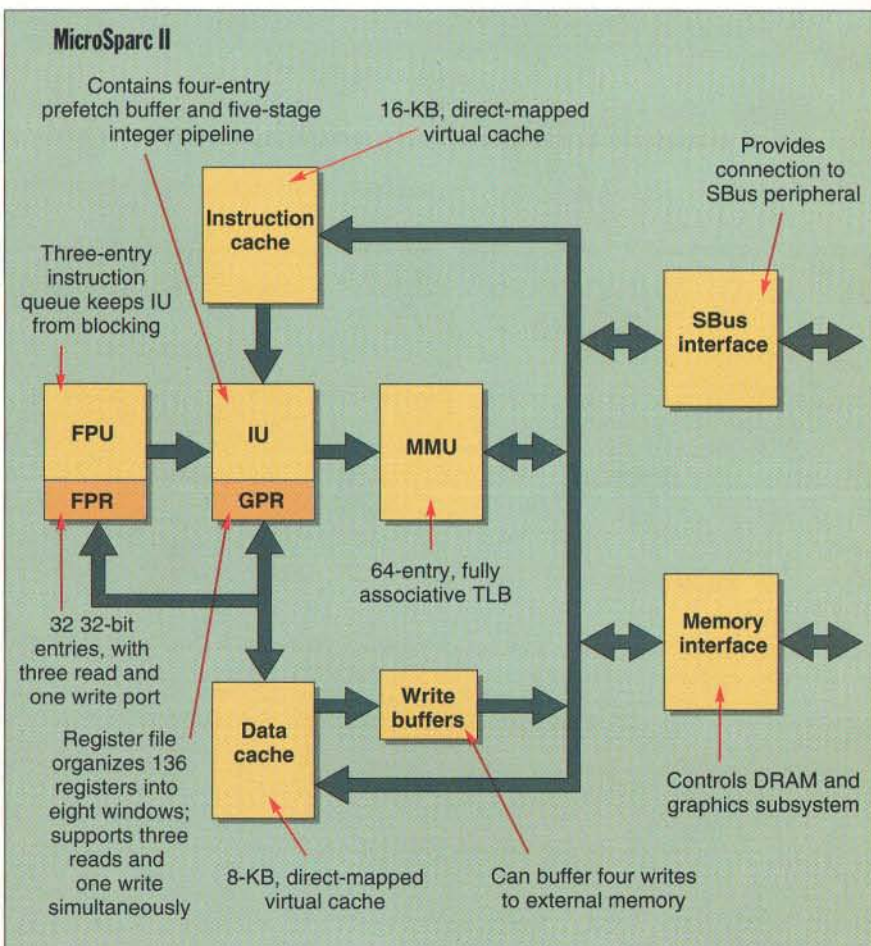 MicroSparc II
Contains four-entry
prefetch buffer and five-stage
integer pipeline
16-KB, direct-mapped
virtual cache
Provides
connection to
SBus peripheral
Instruction
cache
Three-entry
instruction
queue keeps IU
from blocking
SBus
interface
FPU
IU
MMU
FPR
GPR
64-entry, fully
associative TLB
32 32-bit
entries, with
three read and
one write port
Memory
interface
Write
buffers
Data
cache
Register file
organizes 136
registers into
eight windows;
supports three
reads and
one write
simultaneously
Controls DRAM and
graphics subsystem
8-KB, direct-mapped
virtual cache
Can buffer four writes
to external memory